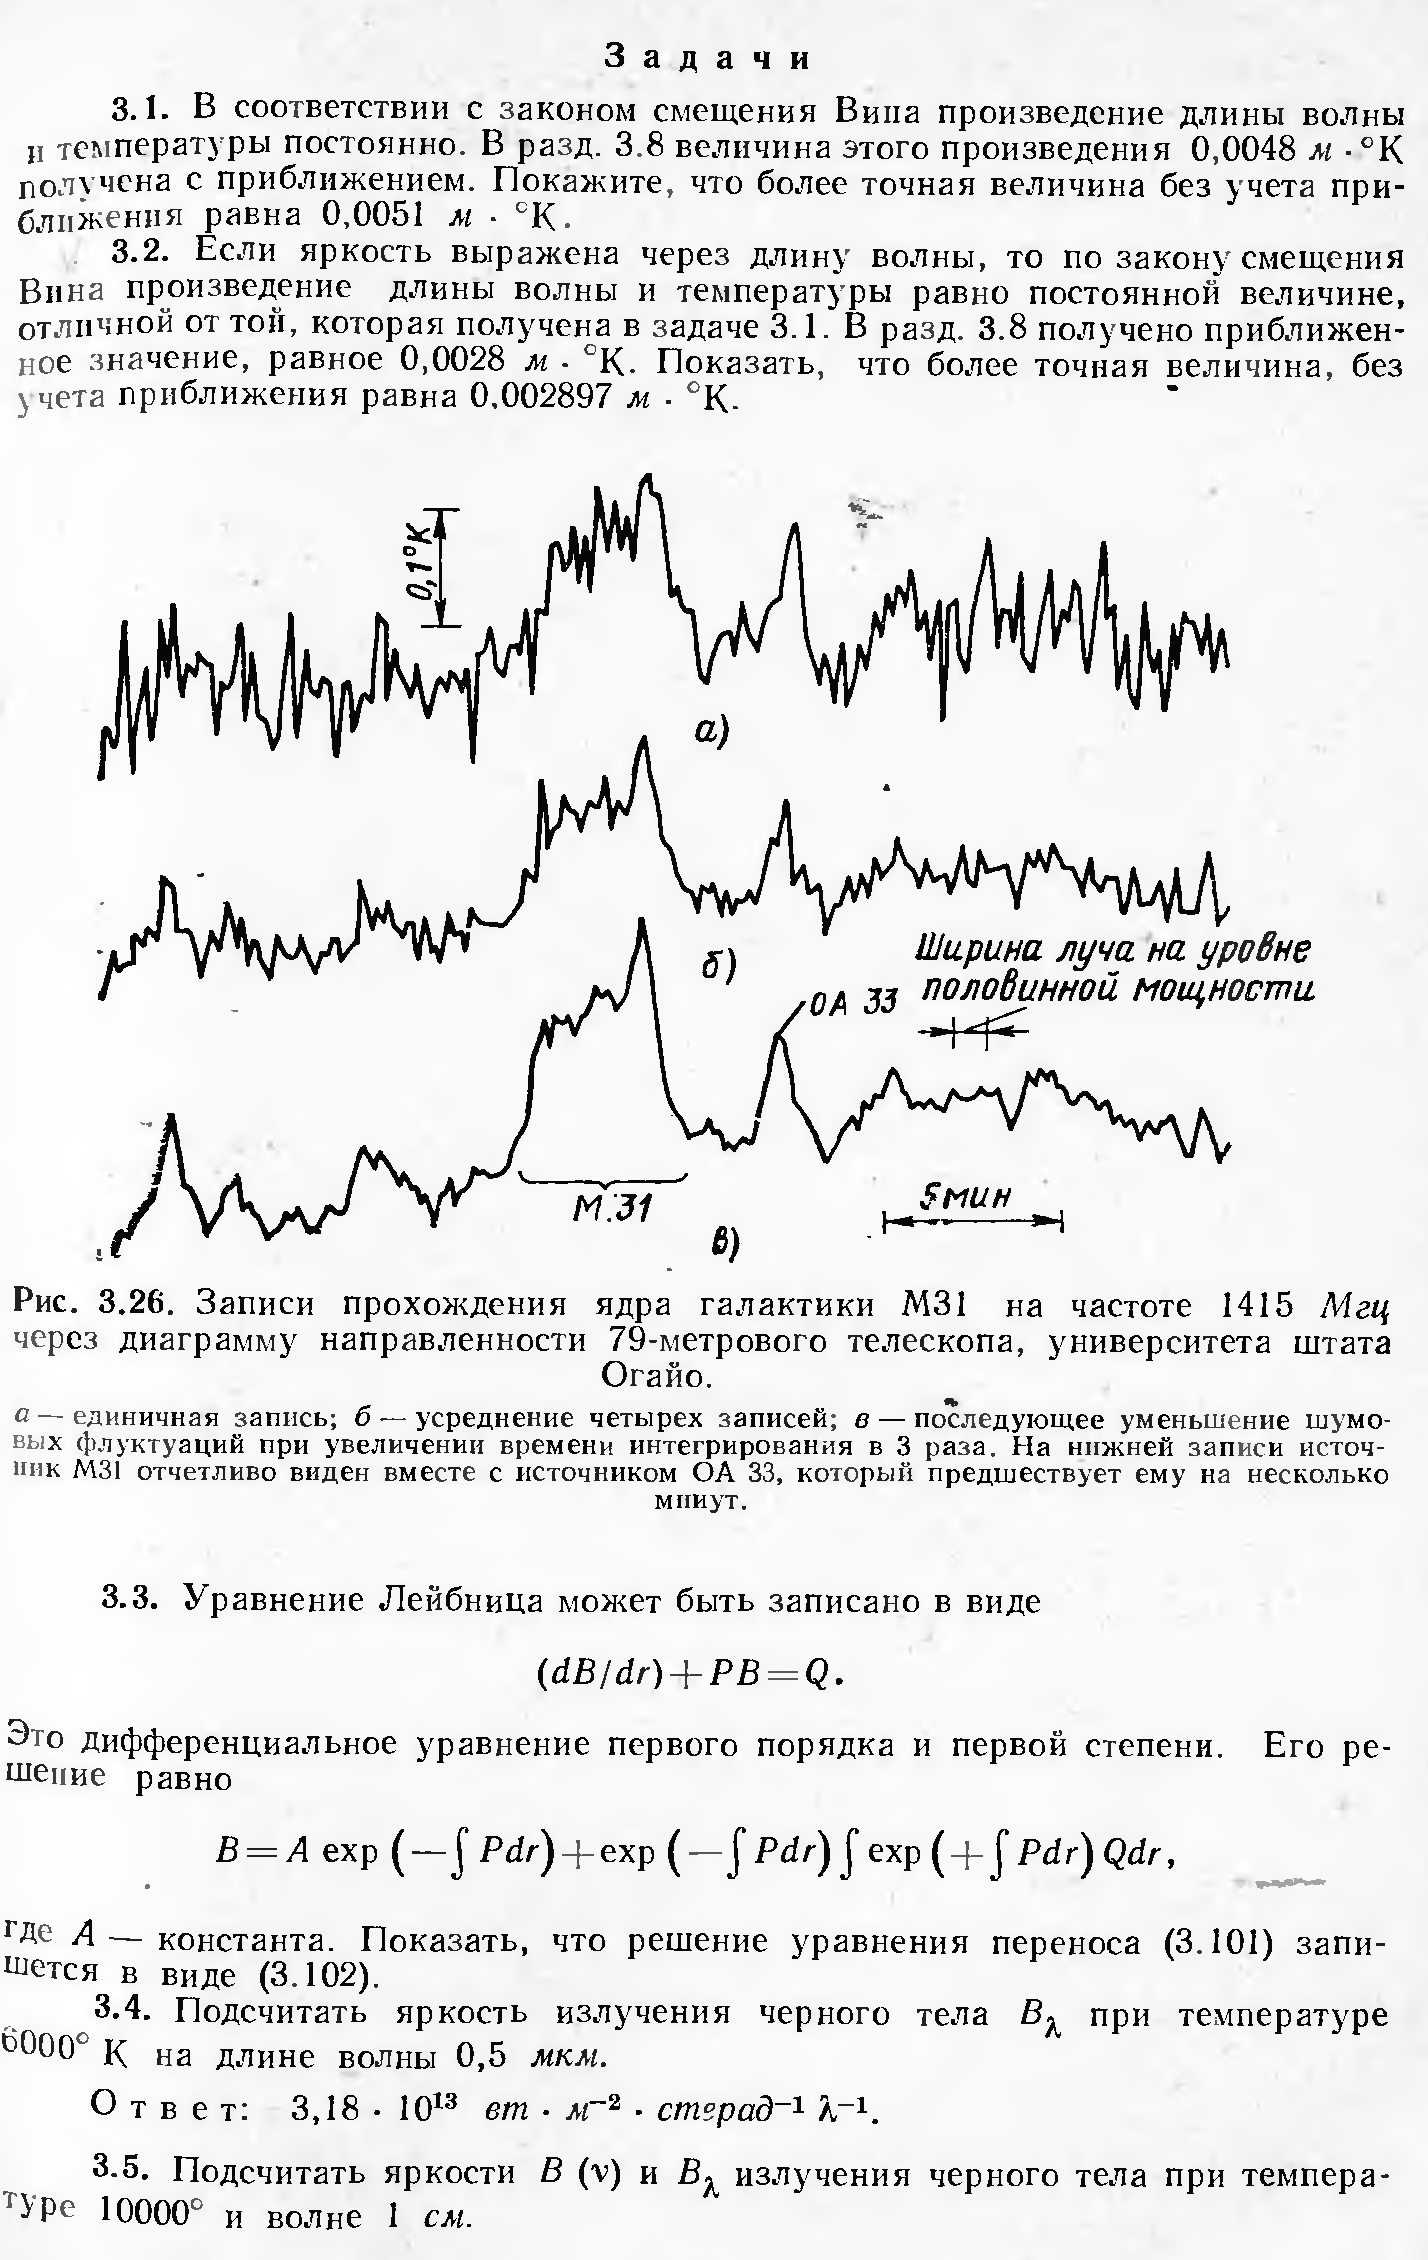 Задачи
3.1. В соответствии с законом смещения Вина произведение длины волны
и температуры постоянно. В разд. 3.8 величина этого произведения 0,0048 м · °К
получена с приближением. Покажите, что более точная величина без учета при-
ближения равна 0,0051 м · °К.
3.2. Если яркость выражена через длину волны, то по закону смещения
Вина произведение длины волны и температуры равно постоянной величине,
отличной от той, которая получена в задаче 3.1. В разд. 3.8 получено приближен-
ное значение, равное 0,0028 м · °К. Показать, что более точная величина, без
учета приближения равна 0,002897 м · °К.
0,1°К
а)
б)
Ширина луча на уровне
ОА 33 половинной мощности
М.31
5 мин
в)
Рис. 3.26. Записи прохождения ядра галактики М31 на частоте 1415 Мгц
через диаграмму направленности 79-метрового телескопа, университета штата
Огайо.
а — единичная запись; б — усреднение четырех записей; в — последующее уменьшение шумо-
вых флуктуаций при увеличении времени интегрирования в 3 раза. На нижней записи источ-
ник М31 отчетливо виден вместе с источником ОА 33, который предшествует ему на несколько
минут.
3.3. Уравнение Лейбница может быть записано в виде
(dB/dr)+PB=Q.
Это дифференциальное уравнение первого порядка и первой степени. Его ре-
шение равно
B=A exp (—∫ Pdr)+exp (—∫ Pdr) ∫ exp (+∫ Pdr) Qdr,
где А — константа. Показать, что решение уравнения переноса (3.101) запи-
шется в виде (3.102).
3.4. Подсчитать яркость излучения черного тела B_λ при температуре
6000° К на длине волны 0,5 мкм.
Ответ: 3,18 · 10¹³ вт · м⁻² · стерад⁻¹ λ⁻¹.
3.5. Подсчитать яркости B (ν) и B_λ излучения черного тела при темпера-
туре 10000° и волне 1 см.